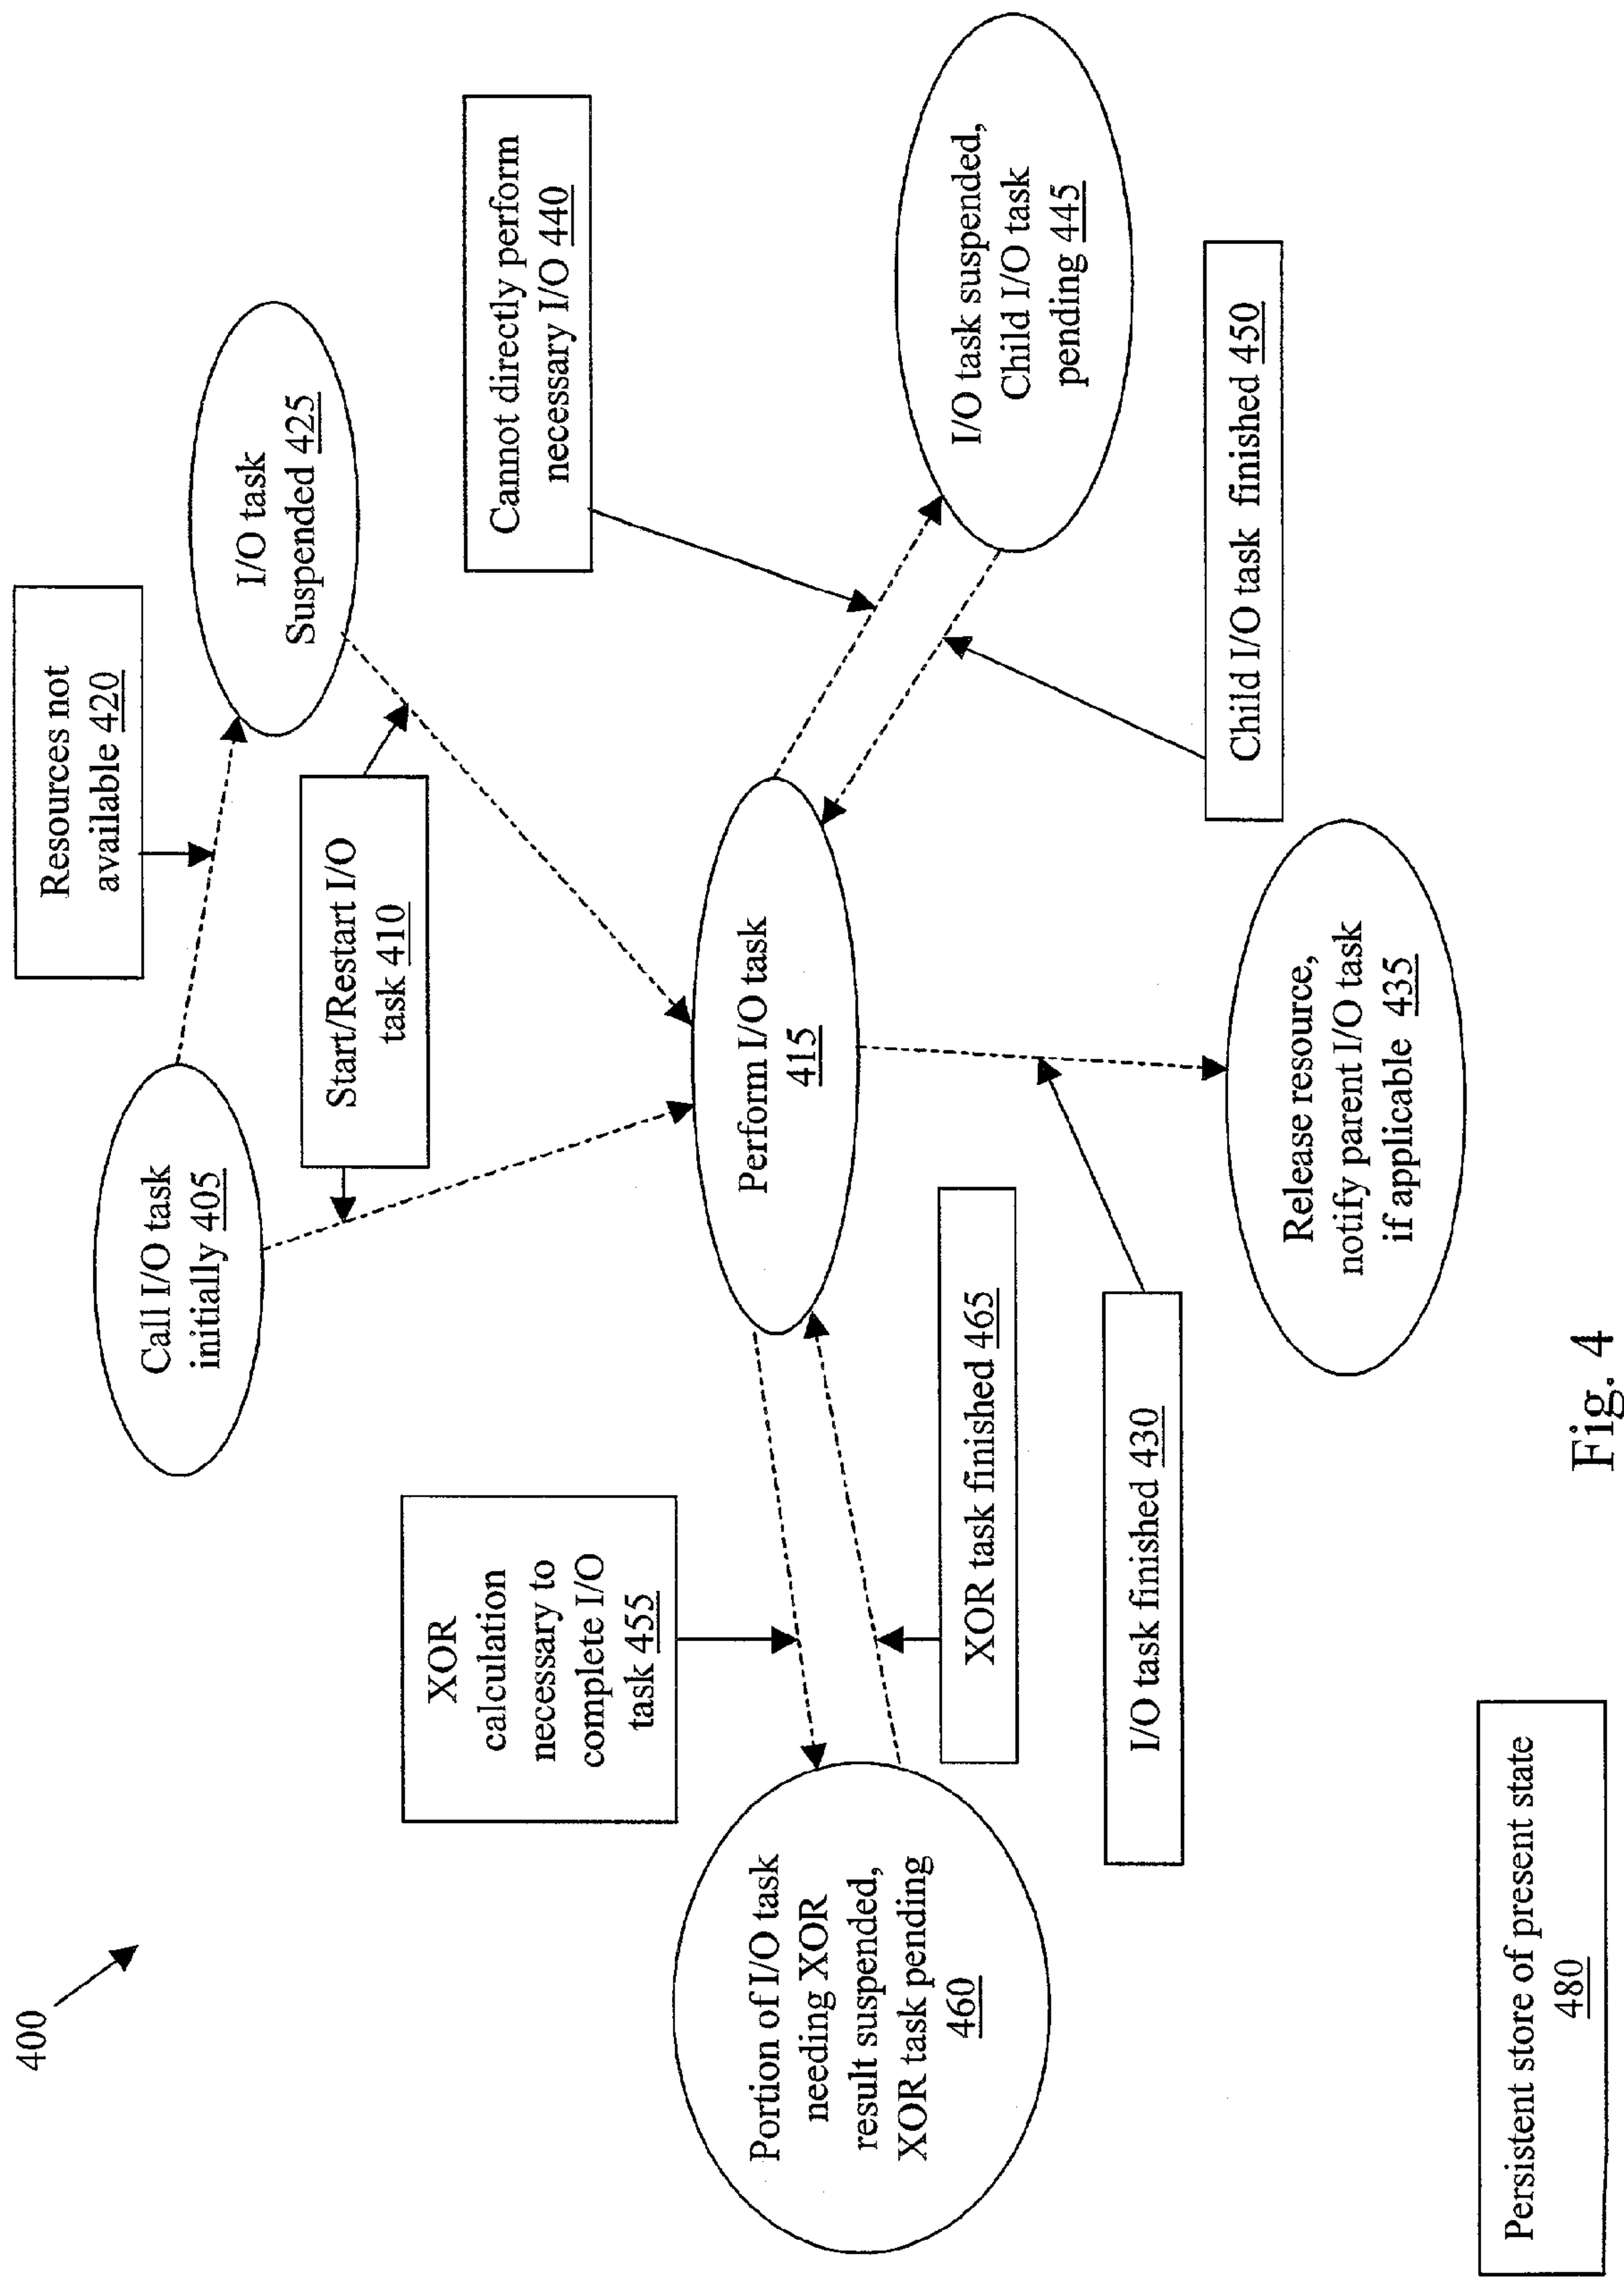 400
Resources not
available 420
Call I/O task
initially 405
I/O task
Suspended 425
Start/Restart I/O
task 410
XOR
calculation
necessary to
complete I/O
task 455
Cannot directly perform
necessary I/O 440
Portion of I/O task
needing XOR
result suspended,
XOR task pending
460
Perform I/O task
415
I/O task suspended,
Child I/O task
pending 445
XOR task finished 465
I/O task finished 430
Release resource,
notify parent I/O task
if applicable 435
Child I/O task finished 450
Persistent store of present state
480
Fig. 4